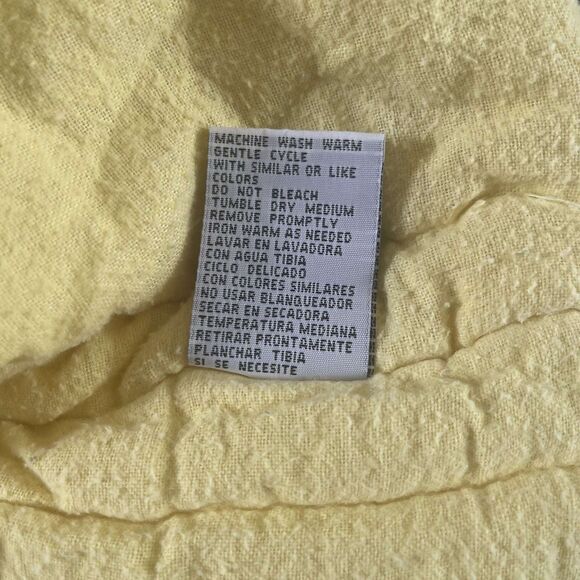 MACHINE WASH WARM
GENTLE CYCLE
WITH SIMILAR OR LIKE
COLORS
DO NOT BLEACH
TUMBLE DRY MEDIUM
REMOVE PROMPTLY
IRON WARM AS NEEDED
LAVAR EN LAVADORA
CON AGUA TIBIA
CICLO DELICADO
CON COLORES SIMILARES
NO USAR BLANQUEADOR
SECAR EN SECADORA
TEMPERATURA MEDIANA
RETIRAR PRONTAMENTE
PLANCHAR TIBIA
SI SE NECESITE